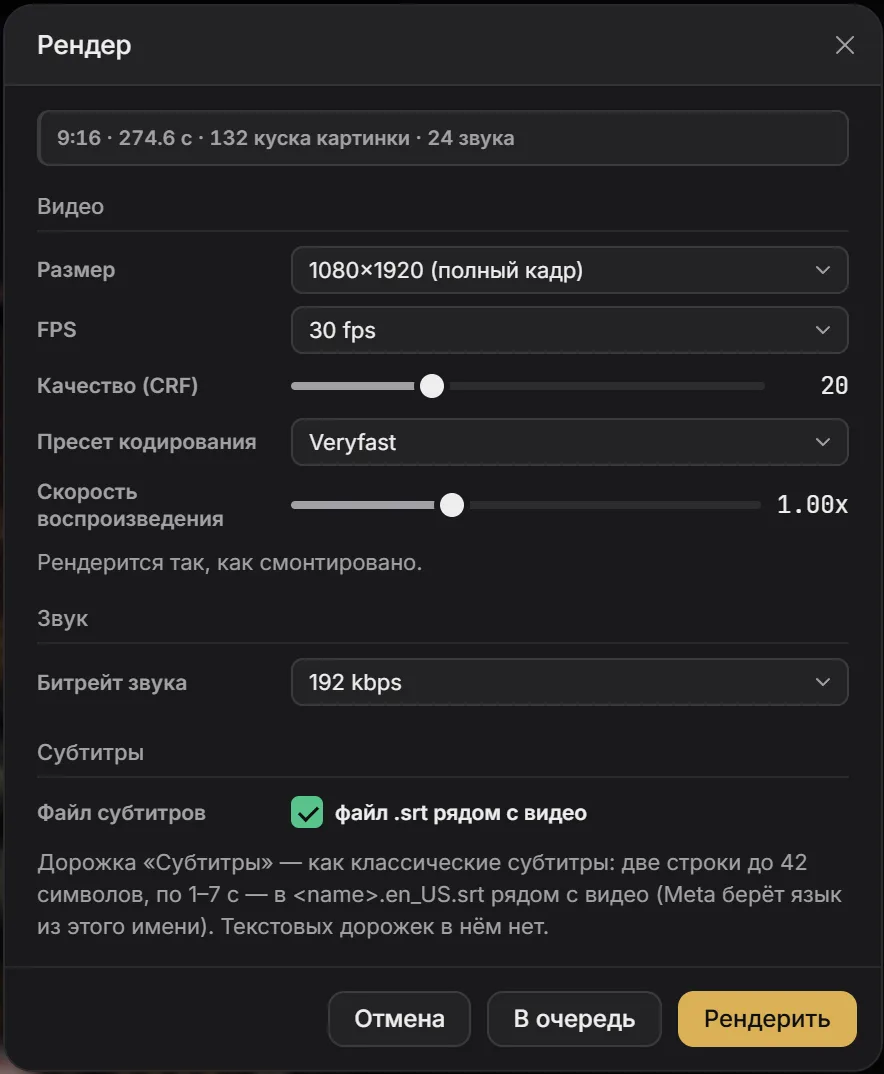 Рендер
9:16 · 274.6 с · 132 куска картинки · 24 звука
Видео
Размер
1080×1920 (полный кадр)
FPS
30 fps
Качество (CRF)
20
Пресет кодирования
Veryfast
Скорость
воспроизведения
1.00x
Рендерится так, как смонтировано.
Звук
Битрейт звука
192 kbps
Субтитры
Файл субтитров
файл .srt рядом с видео
Дорожка «Субтитры» — как классические субтитры: две строки до 42
символов, по 1–7 с — в <name>.en_US.srt рядом с видео (Meta берёт язык
из этого имени). Текстовых дорожек в нём нет.
Отмена
В очередь
Рендерить